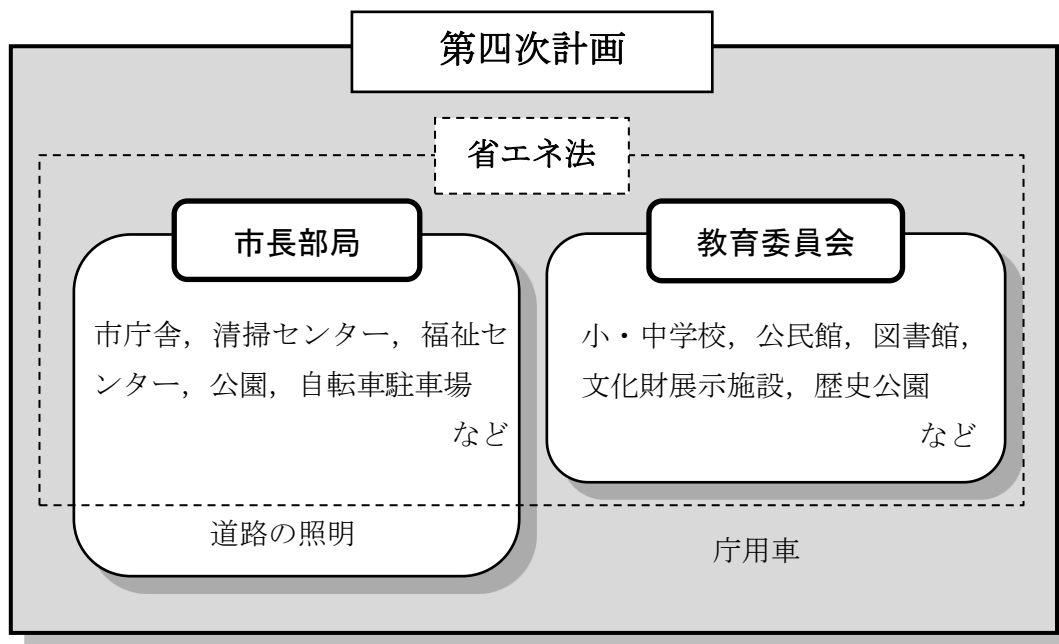 第四次計画
省エネ法
市長部局
市庁舎，清掃センター，福祉セ
ンター，公園，自転車駐車場
など
道路の照明
教育委員会
小・中学校，公民館，図書館，
文化財展示施設，歴史公園
など
庁用車